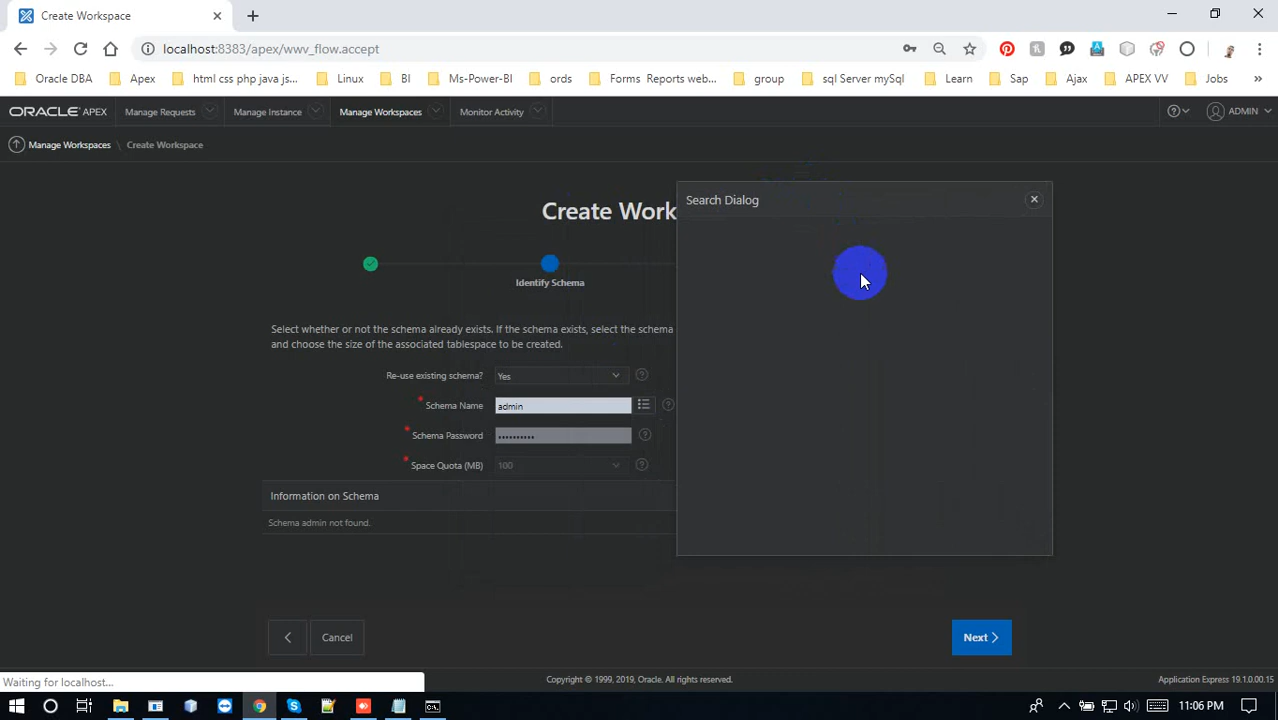 Create Workspace
localhost:8383/apex/wwv_flow.accept
Oracle DBA Apex html css php java js... Linux BI Ms-Power-BI ords Forms Reports web... group sql Server mySql Learn Sap Ajax APEX VV Jobs »
ORACLE APEX Manage Requests Manage Instance Manage Workspaces Monitor Activity ADMIN
Manage Workspaces \ Create Workspace
Search Dialog
Create Work
Identify Schema
Select whether or not the schema already exists. If the schema exists, select the schema
and choose the size of the associated tablespace to be created.
Re-use existing schema? Yes
* Schema Name admin
* Schema Password ••••••••••
* Space Quota (MB) 100
Information on Schema
Schema admin not found.
Cancel Next
Waiting for localhost...
Copyright © 1999, 2019, Oracle. All rights reserved. Application Express 19.1.0.00.15
11:06 PM